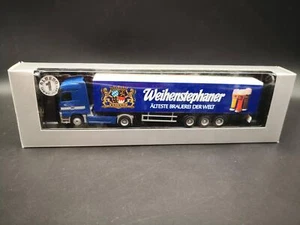 Weihenstephaner
ÄLTESTE BRAUEREI DER WELT